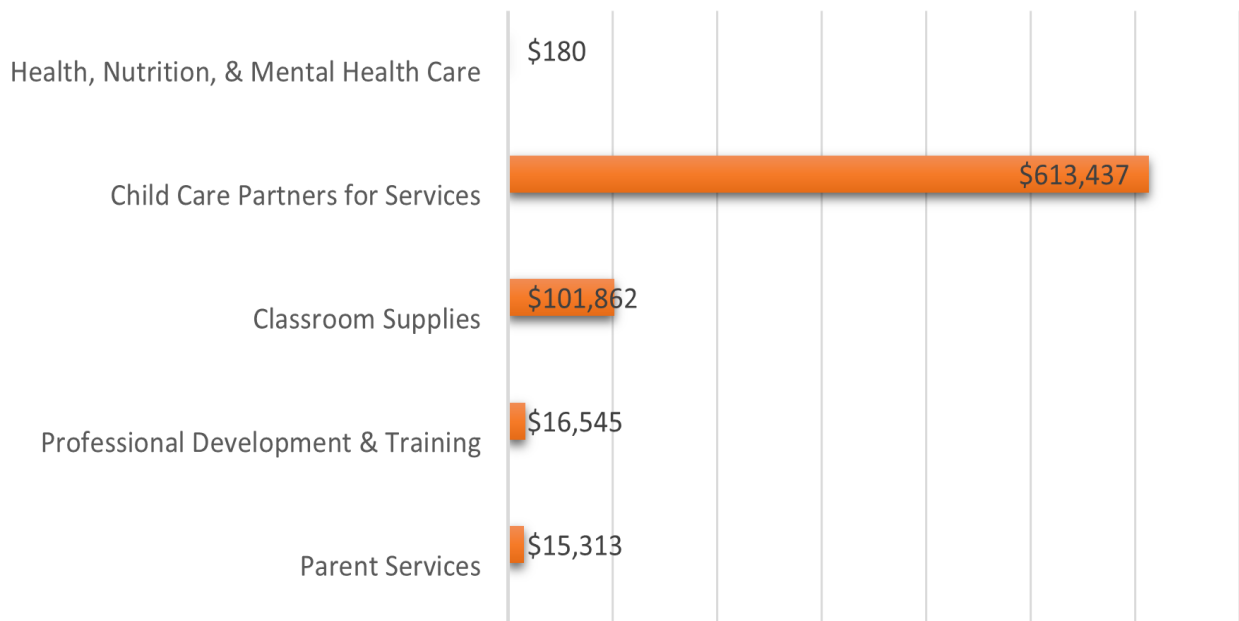 Health, Nutrition, & Mental Health Care
$180
Child Care Partners for Services
$613,437
Classroom Supplies
$101,862
Professional Development & Training
$16,545
Parent Services
$15,313